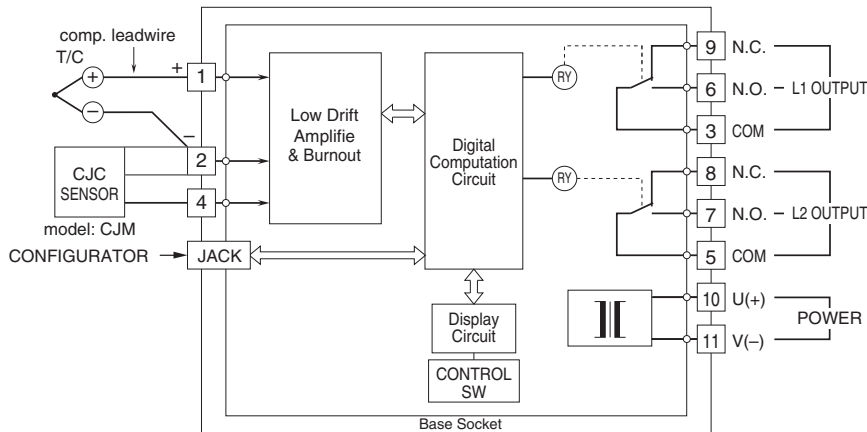 comp. leadwire
T/C
+
−
+
−
1
2
4
CJC
SENSOR
model: CJM
CONFIGURATOR
JACK
Low Drift
Amplifie
& Burnout
Digital
Computation
Circuit
Display
Circuit
CONTROL
SW
RY
RY
9 N.C.
6 N.O. L1 OUTPUT
3 COM
8 N.C.
7 N.O. L2 OUTPUT
5 COM
10 U(+)
POWER
11 V(−)
Base Socket